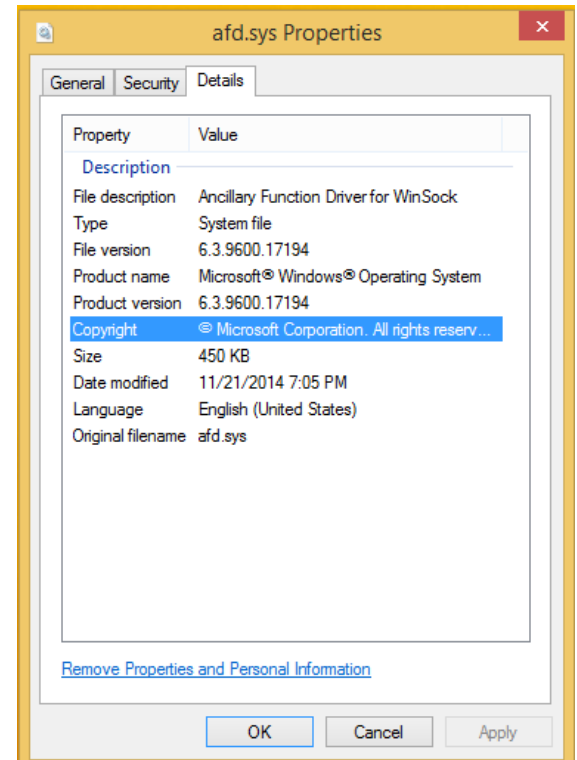 afd.sys Properties
General Security Details
Property Value
Description
File description Ancillary Function Driver for WinSock
Type System file
File version 6.3.9600.17194
Product name Microsoft® Windows® Operating System
Product version 6.3.9600.17194
Copyright © Microsoft Corporation. All rights reserv...
Size 450 KB
Date modified 11/21/2014 7:05 PM
Language English (United States)
Original filename afd.sys
Remove Properties and Personal Information
OK Cancel Apply